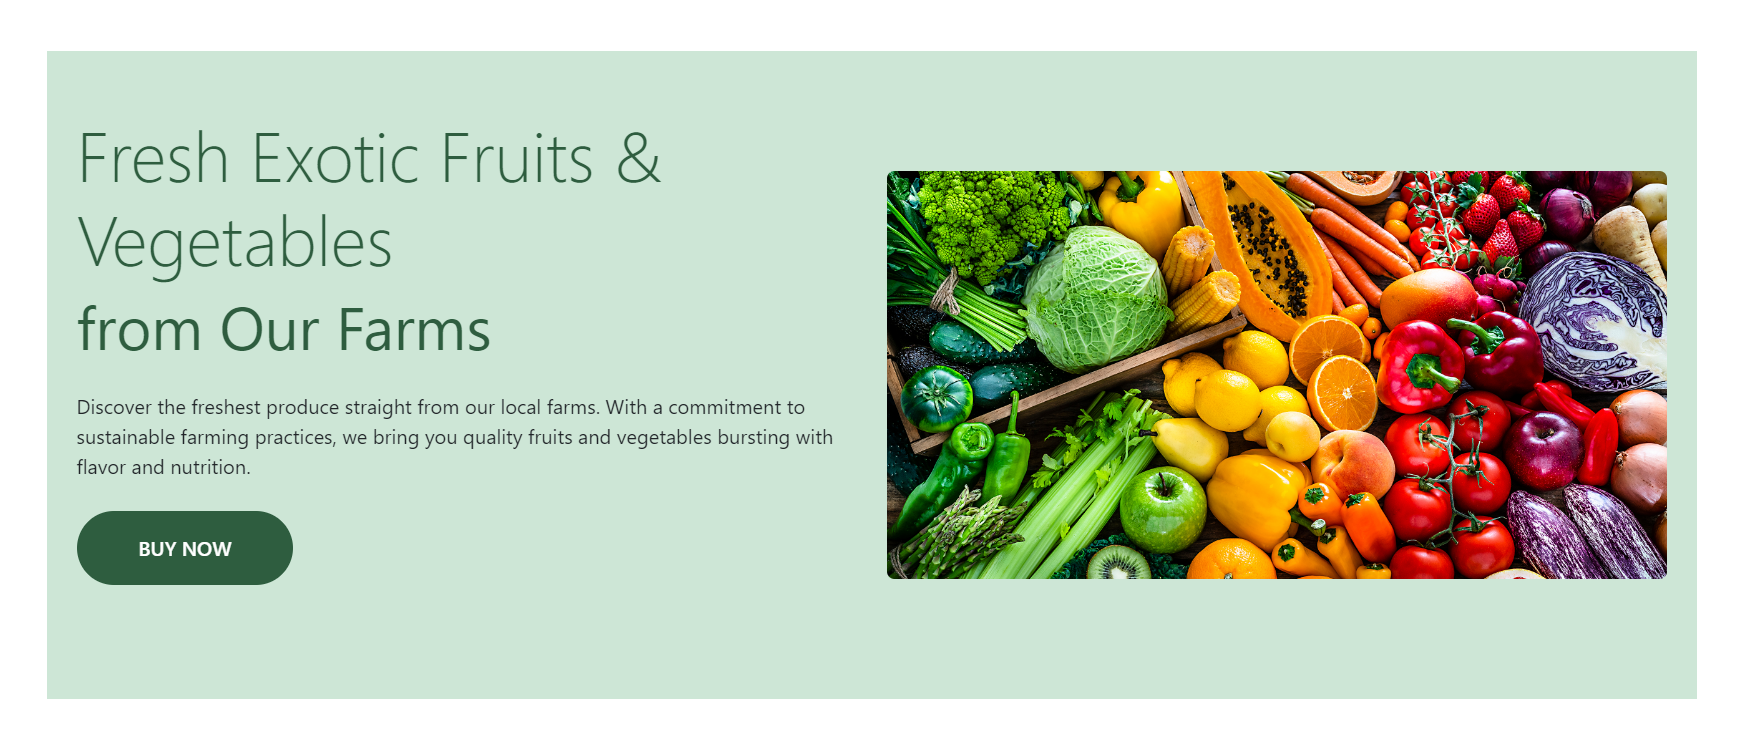 Fresh Exotic Fruits &
Vegetables
from Our Farms
Discover the freshest produce straight from our local farms. With a commitment to
sustainable farming practices, we bring you quality fruits and vegetables bursting with
flavor and nutrition.
BUY NOW